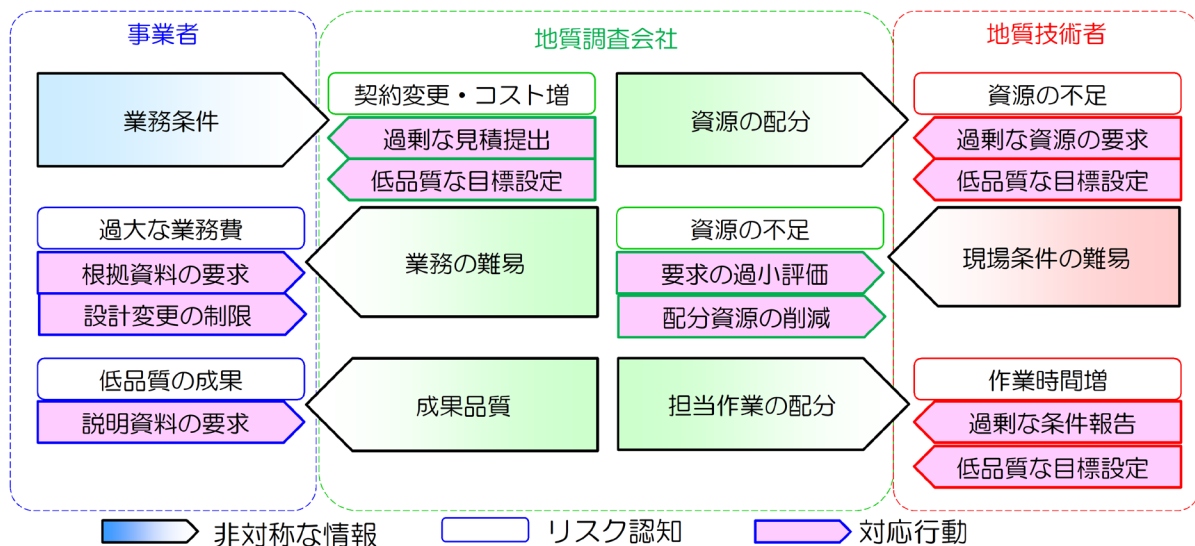 事業者
地質調査会社
地質技術者
業務条件
契約変更・コスト増
過剰な見積提出
低品質な目標設定
資源の配分
資源の不足
過剰な資源の要求
低品質な目標設定
過大な業務費
根拠資料の要求
設計変更の制限
業務の難易
資源の不足
要求の過小評価
配分資源の削減
現場条件の難易
低品質の成果
説明資料の要求
成果品質
担当作業の配分
作業時間増
過剰な条件報告
低品質な目標設定
非対称な情報
リスク認知
対応行動